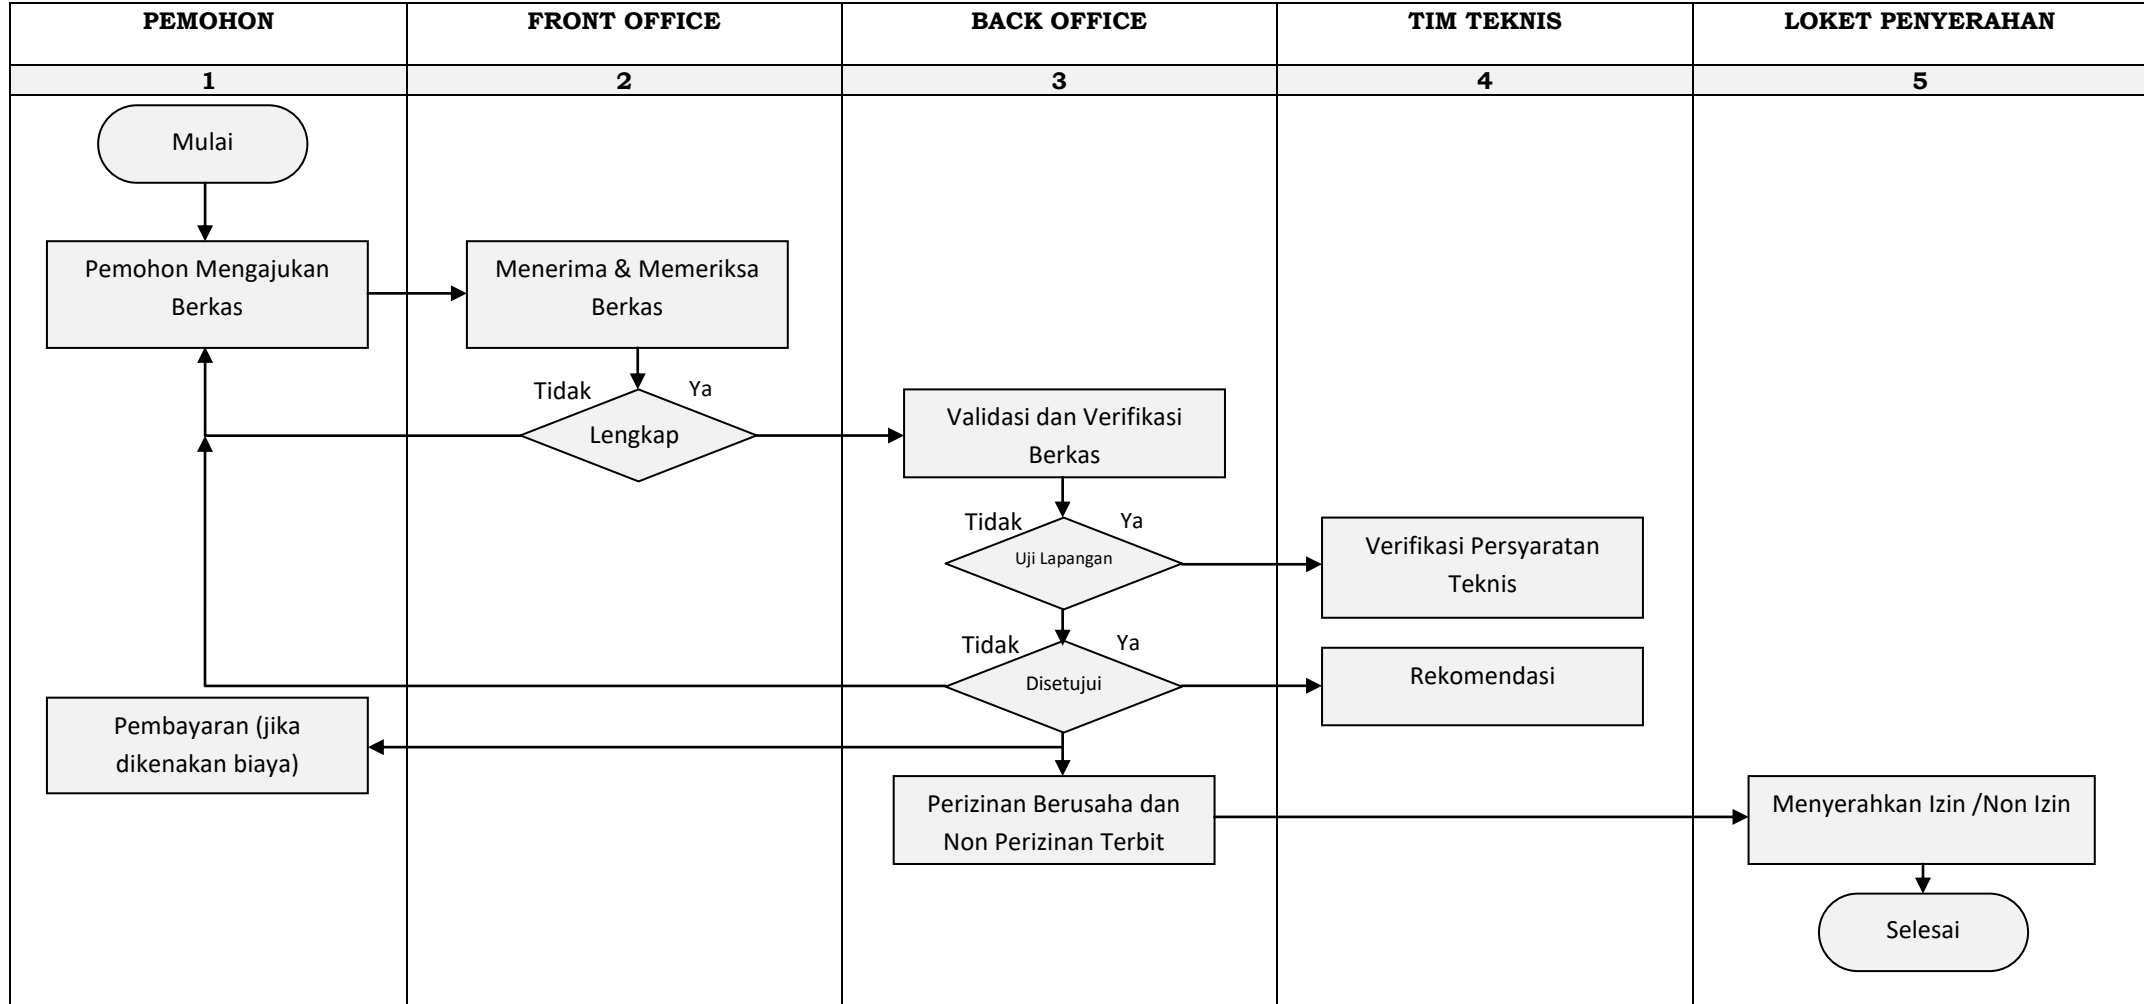 PEMOHON
FRONT OFFICE
BACK OFFICE
TIM TEKNIS
LOKET PENYERAHAN
1
2
3
4
5
Mulai
Pemohon Mengajukan
Berkas
Menerima & Memeriksa
Berkas
Tidak
Ya
Lengkap
Validasi dan Verifikasi
Berkas
Tidak
Ya
Uji Lapangan
Verifikasi Persyaratan
Teknis
Tidak
Ya
Disetujui
Rekomendasi
Pembayaran (jika
dikenakan biaya)
Perizinan Berusaha dan
Non Perizinan Terbit
Menyerahkan Izin /Non Izin
Selesai